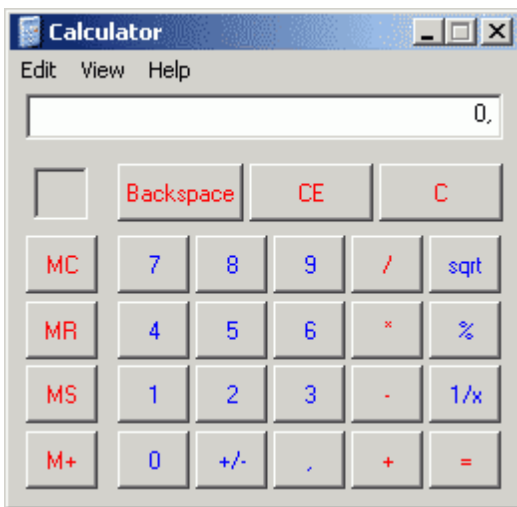 Calculator
Edit View Help
0,
Backspace CE C
MC 7 8 9 / sqrt
MR 4 5 6 * %
MS 1 2 3 - 1/x
M+ 0 +/- , + =